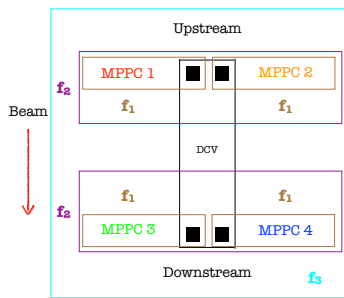 Upstream
MPPC 1 MPPC 2
f₂
f₁ f₁
Beam
DCV
f₁ f₁
f₂
MPPC 3 MPPC 4
Downstream
f₃